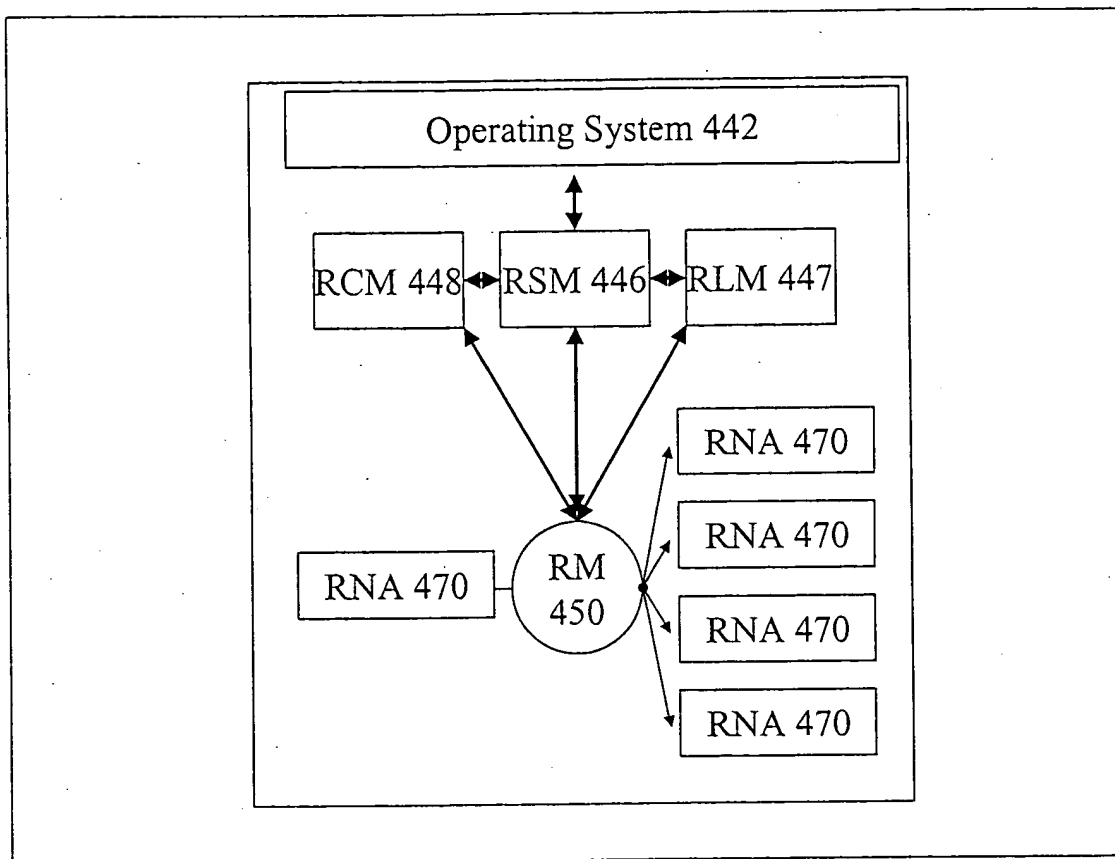 Operating System 442
RCM 448
RSM 446
RLM 447
RNA 470
RNA 470
RNA 470
RM
450
RNA 470
RNA 470